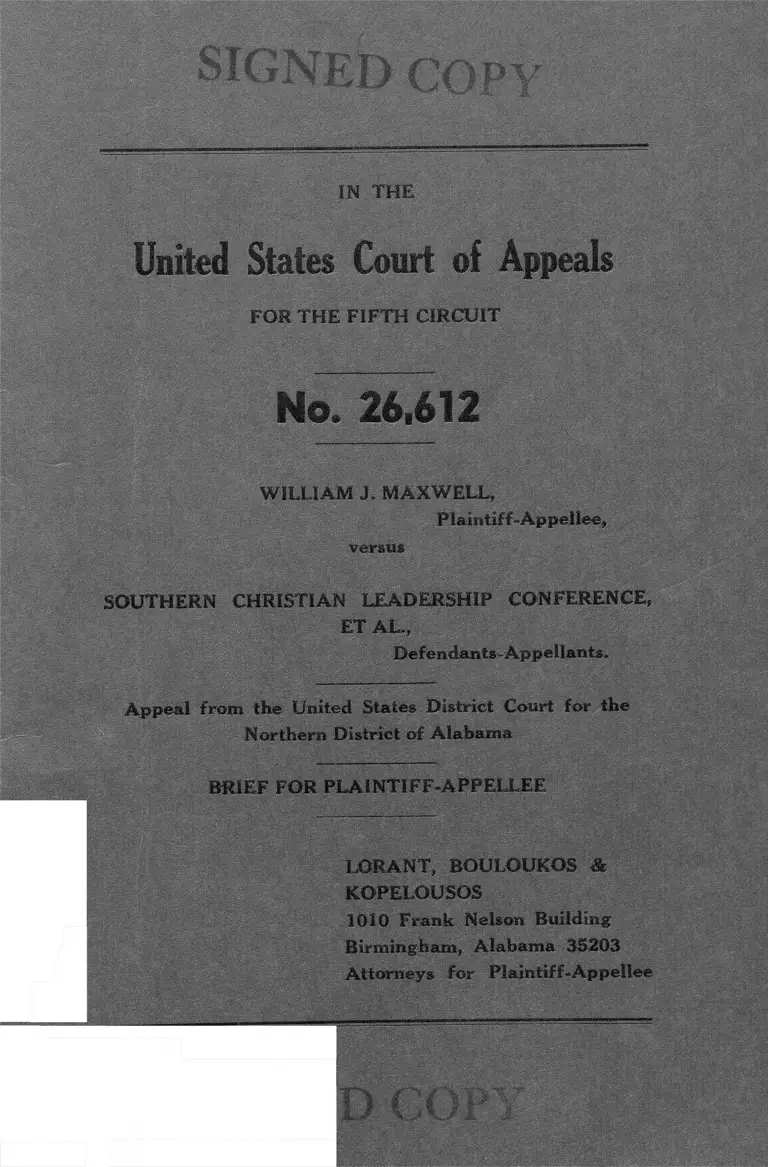 SIGNED COPY
IN THE
United States Court of Appeals
FOR THE FIFTH CIRCUIT
No. 26,612
WILLIAM J. MAXWELL,
Plaintiff-Appellee,
versus
SOUTHERN CHRISTIAN LEADERSHIP CONFERENCE,
ET AL.,
Defendants-Appellants.
Appeal from the United States District Court for the
Northern District of Alabama
BRIEF FOR PLAINTIFF-APPELLEE
LORANT, BOULOUKOS &
KOPELOUSOS
1010 Frank Nelson Building
Birmingham, Alabama 35203
Attorneys for Plaintiff-Appellee
D COPY